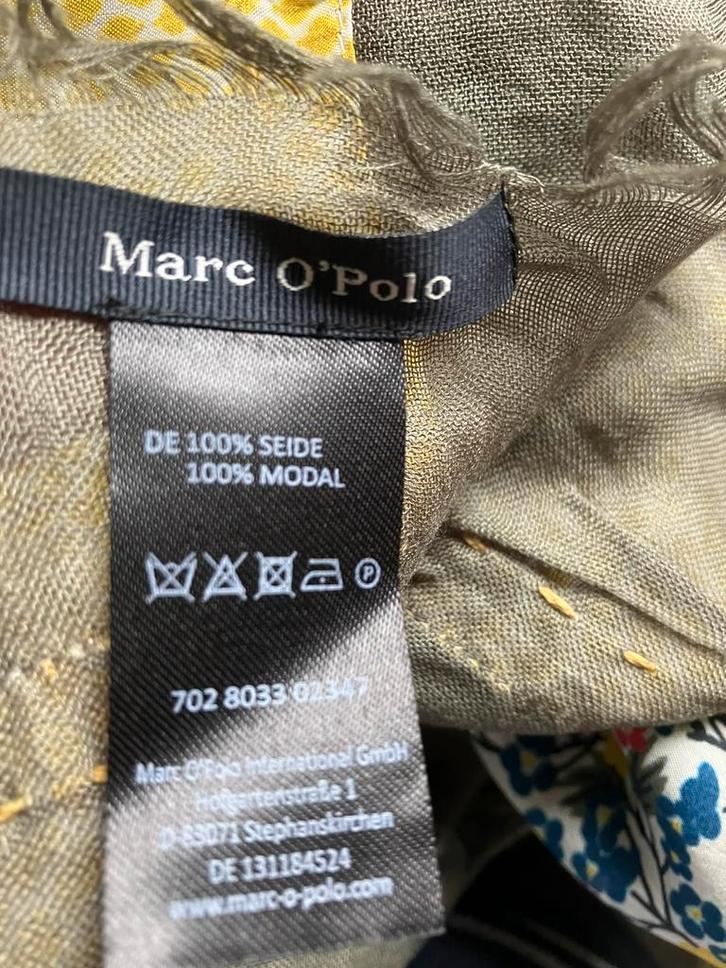 Marc O'Polo
DE 100% SEIDE
100% MODAL
P
702 8033 02347
Marc O'Polo International GmbH
Hofgartenstraße 1
D-83071 Stephanskirchen
DE 131184524
www.marc-o-polo.com